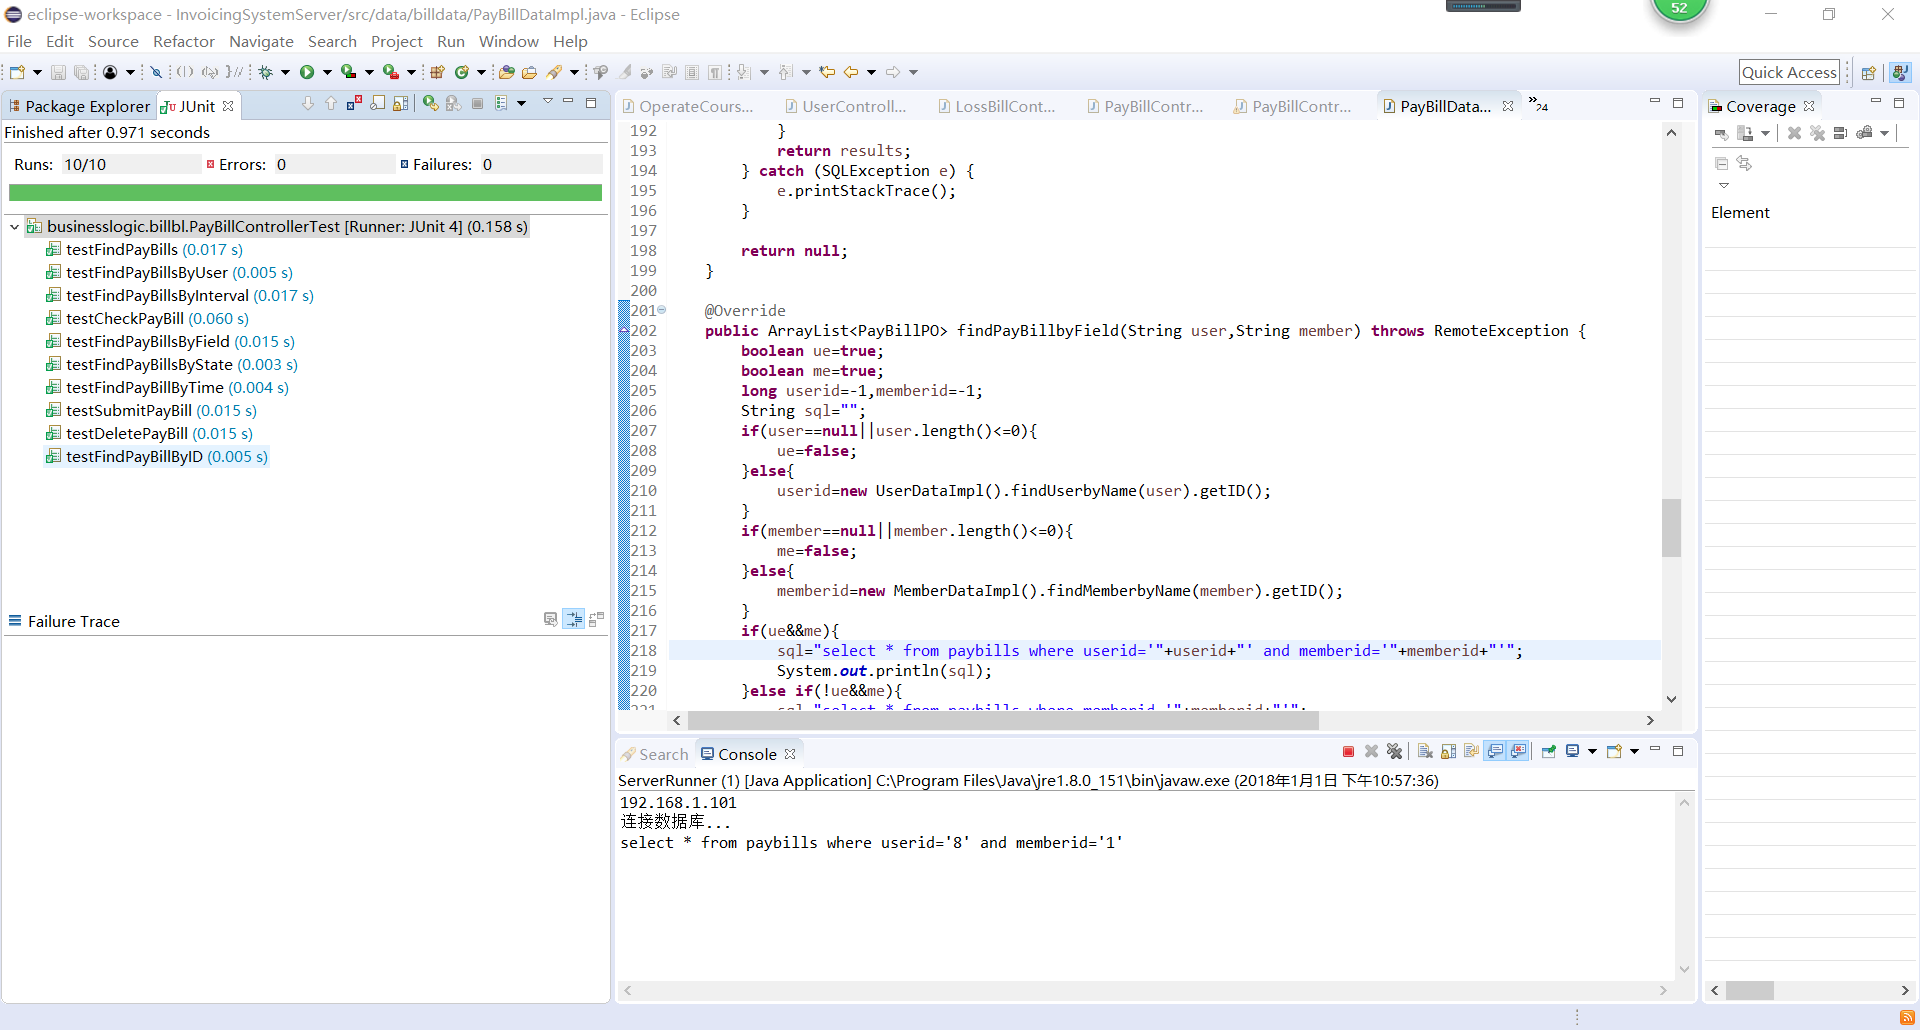 eclipse-workspace - InvoicingSystemServer/src/data/billdata/PayBillDataImpl.java - Eclipse
52
File Edit Source Refactor Navigate Search Project Run Window Help
Quick Access
Package Explorer JUnit
Finished after 0.971 seconds
Runs: 10/10 Errors: 0 Failures: 0
businesslogic.billbl.PayBillControllerTest [Runner: JUnit 4] (0.158 s)
testFindPayBills (0.017 s)
testFindPayBillsByUser (0.005 s)
testFindPayBillsByInterval (0.017 s)
testCheckPayBill (0.060 s)
testFindPayBillsByField (0.015 s)
testFindPayBillsByState (0.003 s)
testFindPayBillByTime (0.004 s)
testSubmitPayBill (0.015 s)
testDeletePayBill (0.015 s)
testFindPayBillByID (0.005 s)
Failure Trace
OperateCours... UserControll... LossBillCont... PayBillContr... PayBillContr... PayBillData... »24
192 }
193 return results;
194 } catch (SQLException e) {
195 e.printStackTrace();
196 }
197
198 return null;
199 }
200
201 @Override
202 public ArrayList<PayBillPO> findPayBillbyField(String user,String member) throws RemoteException {
203 boolean ue=true;
204 boolean me=true;
205 long userid=-1,memberid=-1;
206 String sql="";
207 if(user==null||user.length()<=0){
208 ue=false;
209 }else{
210 userid=new UserDataImpl().findUserbyName(user).getID();
211 }
212 if(member==null||member.length()<=0){
213 me=false;
214 }else{
215 memberid=new MemberDataImpl().findMemberbyName(member).getID();
216 }
217 if(ue&&me){
218 sql="select * from paybills where userid='"+userid+"' and memberid='"+memberid+"'";
219 System.out.println(sql);
220 }else if(!ue&&me){
221 sql="select * from paybills where memberid='"+memberid+"'";
Search Console
ServerRunner (1) [Java Application] C:\Program Files\Java\jre1.8.0_151\bin\javaw.exe (2018年1月1日 下午10:57:36)
192.168.1.101
连接数据库...
select * from paybills where userid='8' and memberid='1'
Coverage
Element